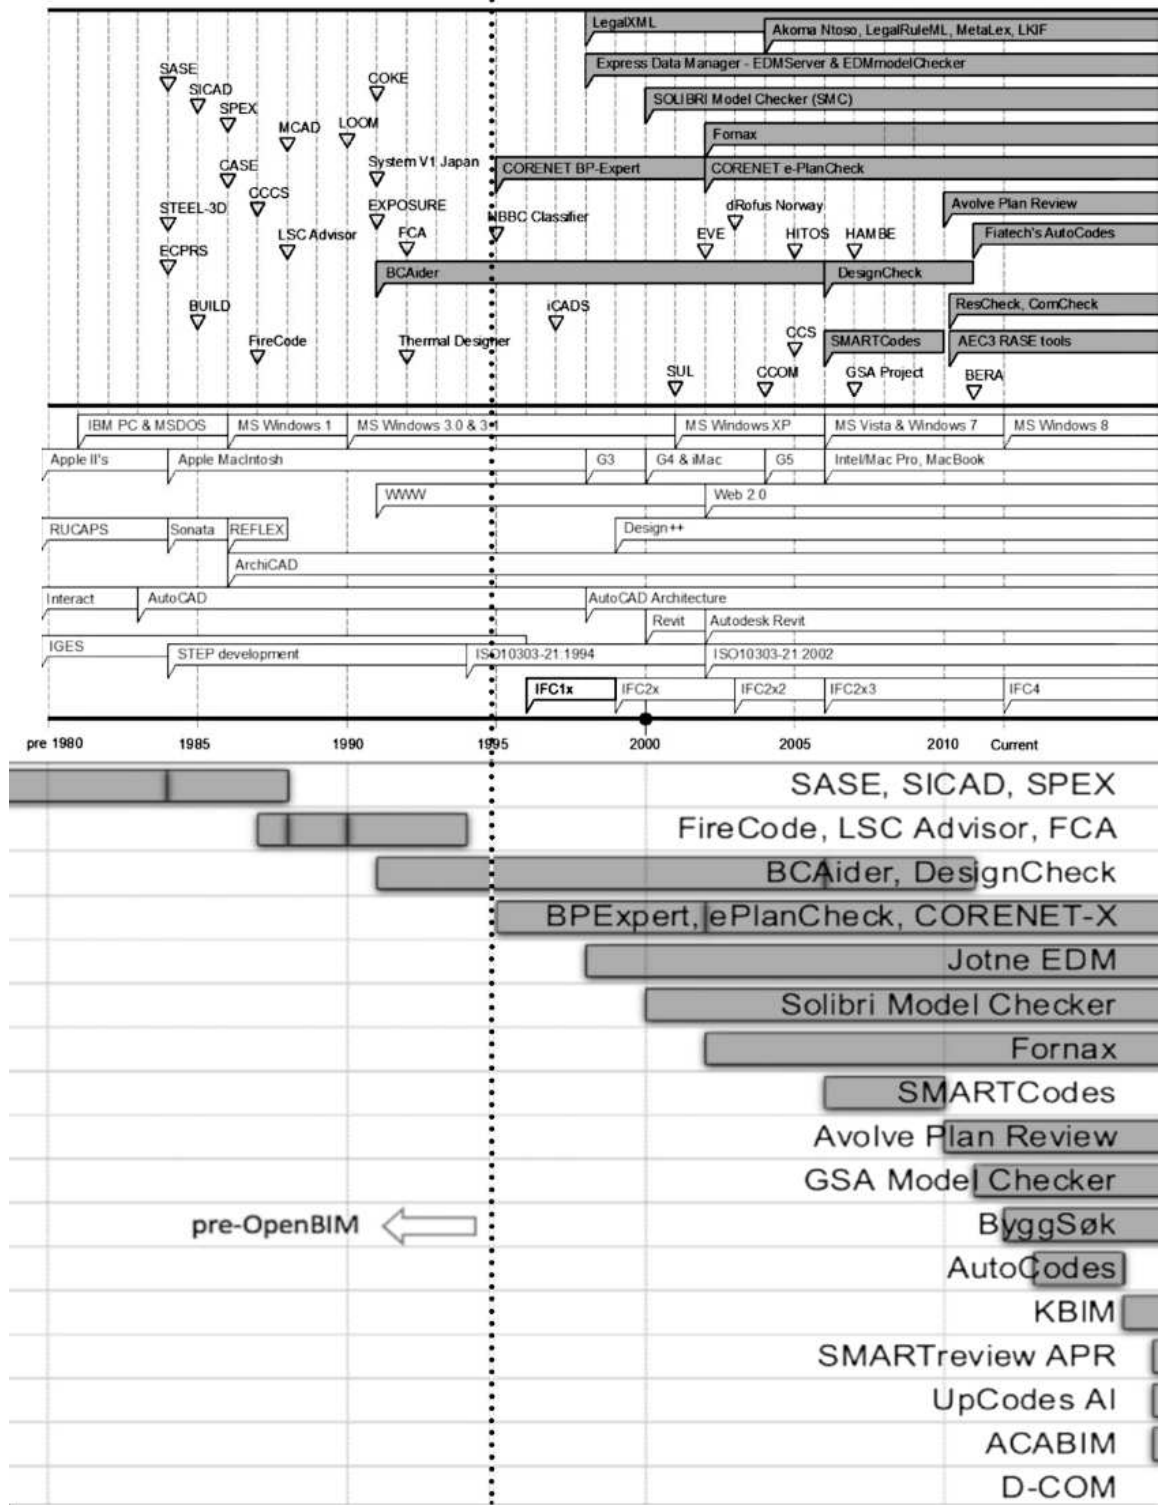 LegalXML
Akoma Ntoso, LegalRuleML, MetaLex, LKIF
SASE
Express Data Manager - EDMServer & EDMmodelChecker
COKE
SICAD
SOLIBRI Model Checker (SMC)
SPEX
MCAD
LOOM
Fornax
CASE
System V1 Japan
CORENET BP-Expert
CORENET e-PlanCheck
CCCS
STEEL-3D
EXPOSURE
NBBC Classifier
dRofus Norway
Avolve Plan Review
LSC Advisor
FCA
EVE
HITOS
HAMBE
Fiatech's AutoCodes
ECPRS
BCAider
DesignCheck
BUILD
iCADS
ResCheck, ComCheck
FireCode
Thermal Designer
CCS
SMARTCodes
AEC3 RASE tools
SUL
CCOM
GSA Project
BERA
IBM PC & MSDOS
MS Windows 1
MS Windows 3.0 & 3.1
MS Windows XP
MS Vista & Windows 7
MS Windows 8
Apple II's
Apple MacIntosh
G3
G4 & iMac
G5
Intel/Mac Pro, MacBook
WWW
Web 2.0
RUCAPS
Sonata
REFLEX
Design++
ArchiCAD
Interact
AutoCAD
AutoCAD Architecture
Revit
Autodesk Revit
IGES
STEP development
ISO10303-21:1994
ISO10303-21:2002
IFC1x
IFC2x
IFC2x2
IFC2x3
IFC4
pre 1980
1985
1990
1995
2000
2005
2010
Current
SASE, SICAD, SPEX
FireCode, LSC Advisor, FCA
BCAider, DesignCheck
BPExpert, ePlanCheck, CORENET-X
Jotne EDM
Solibri Model Checker
Fornax
SMARTCodes
Avolve Plan Review
GSA Model Checker
pre-OpenBIM
ByggSøk
AutoCodes
KBIM
SMARTreview APR
UpCodes AI
ACABIM
D-COM